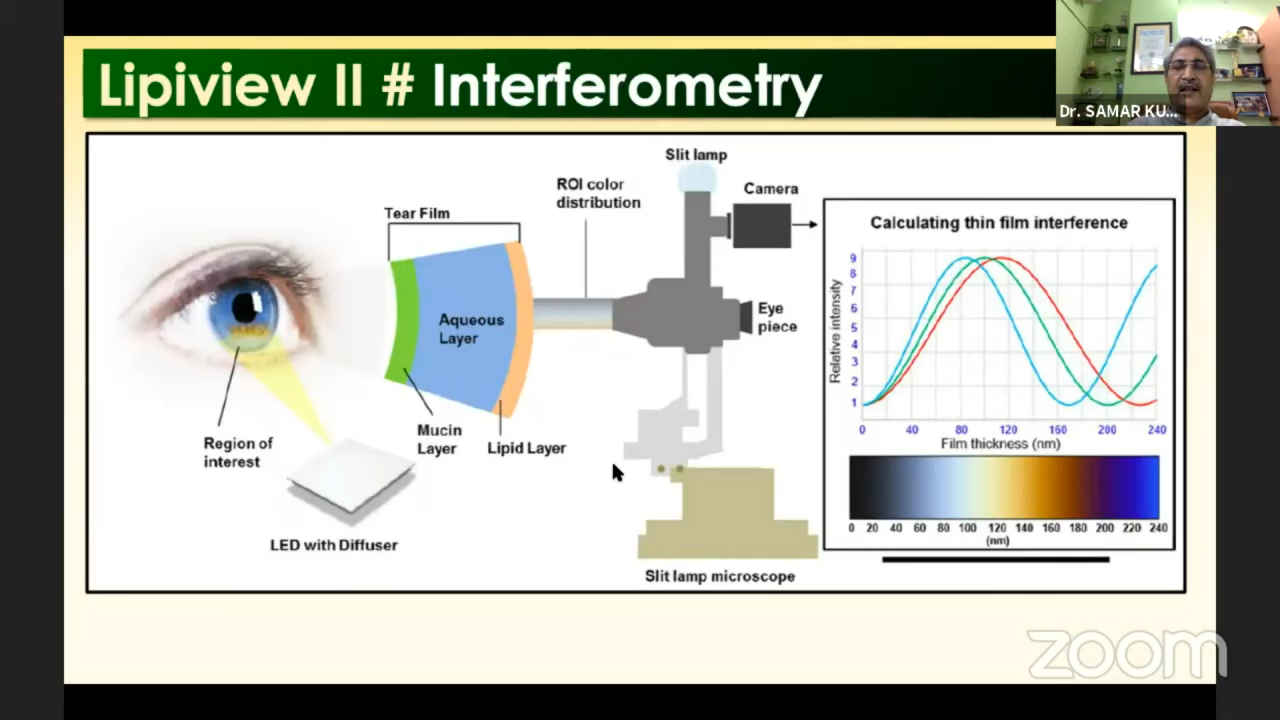 Lipiview II # Interferometry
Dr. SAMAR KU...
Slit lamp
ROI color
distribution
Camera
Tear Film
Aqueous
Layer
Eye
piece
Mucin
Layer
Lipid Layer
Region of
interest
LED with Diffuser
Slit lamp microscope
Calculating thin film interference
Relative intensity
9
8
7
6
5
4
3
2
1
0 40 80 120 160 200 240
Film thickness (nm)
0 20 40 60 80 100 120 140 160 180 200 220 240
(nm)
zoom